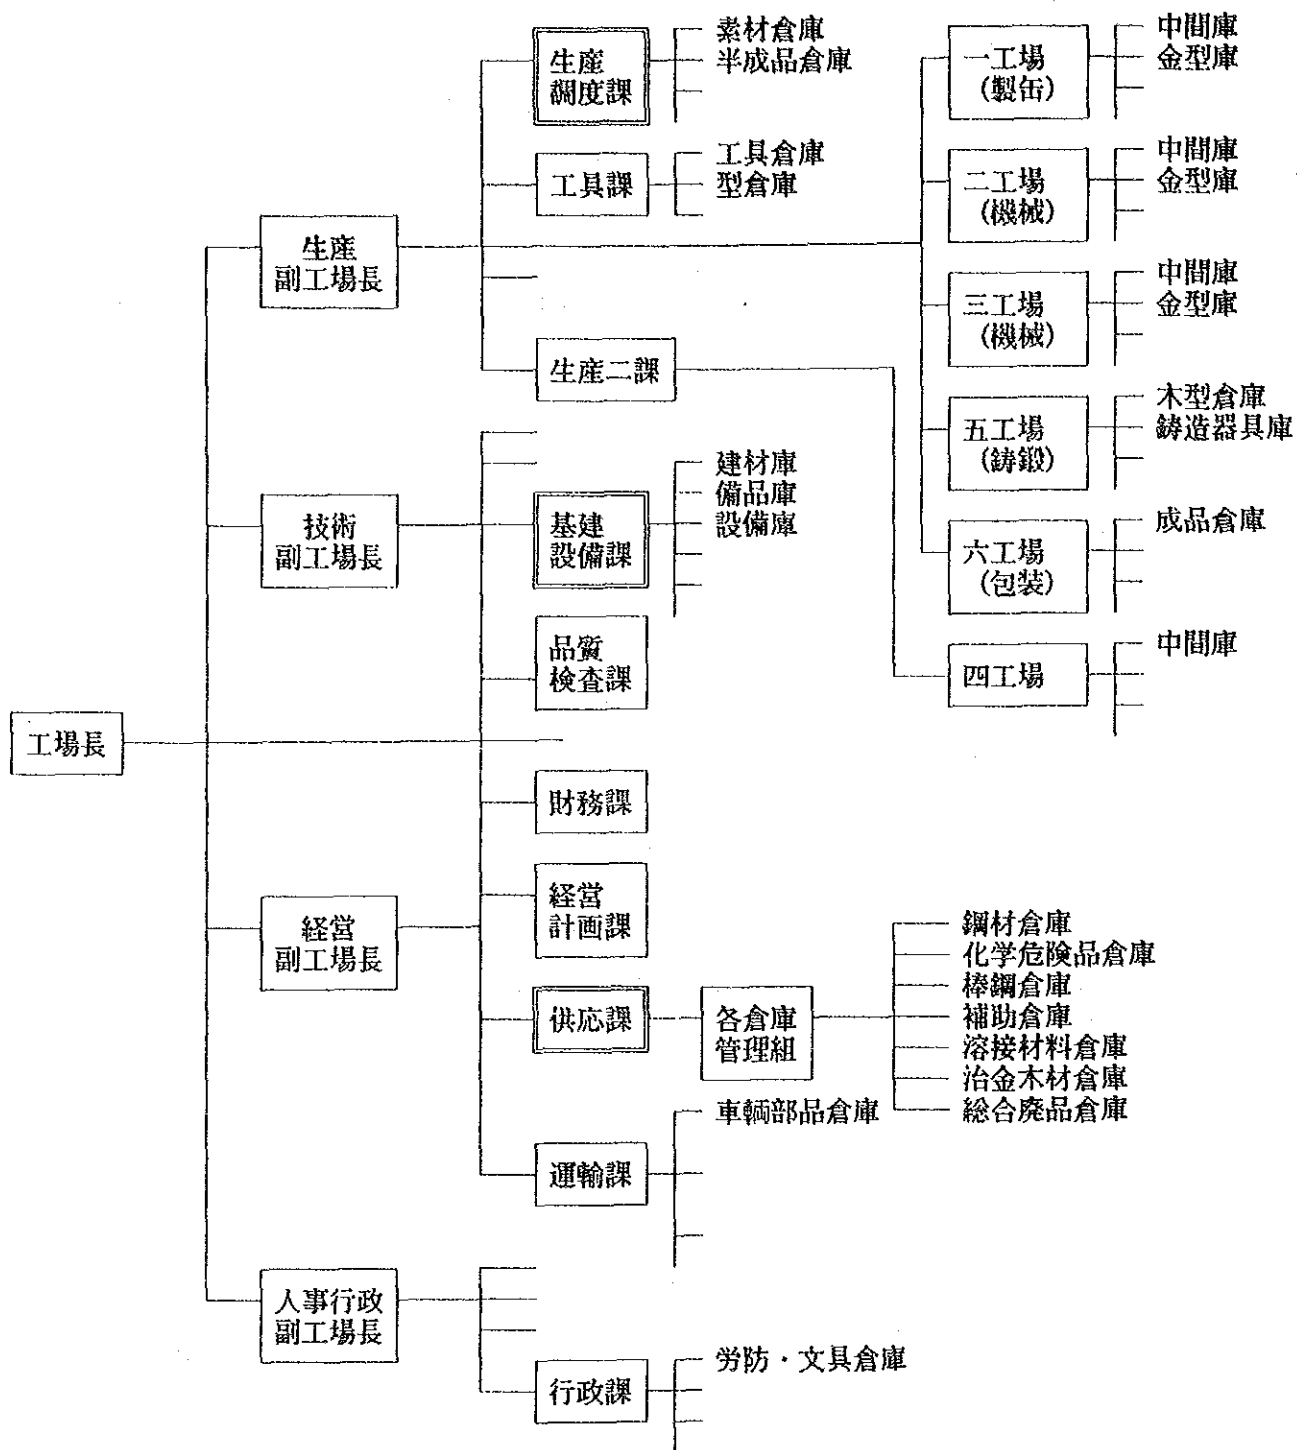 工場長
生産
副工場長
技術
副工場長
経営
副工場長
人事行政
副工場長
生産
調度課
素材倉庫
半成品倉庫
工具課
工具倉庫
型倉庫
生産二課
基建
設備課
建材庫
備品庫
設備庫
品質
検査課
財務課
経営
計画課
供応課
各倉庫
管理組
鋼材倉庫
化学危険品倉庫
棒鋼倉庫
補助倉庫
溶接材料倉庫
治金木材倉庫
総合廃品倉庫
運輸課
車輌部品倉庫
行政課
労防・文具倉庫
一工場
(製缶)
中間庫
金型庫
二工場
(機械)
中間庫
金型庫
三工場
(機械)
中間庫
金型庫
五工場
(鋳鍛)
木型倉庫
鋳造器具庫
六工場
(包装)
成品倉庫
四工場
中間庫